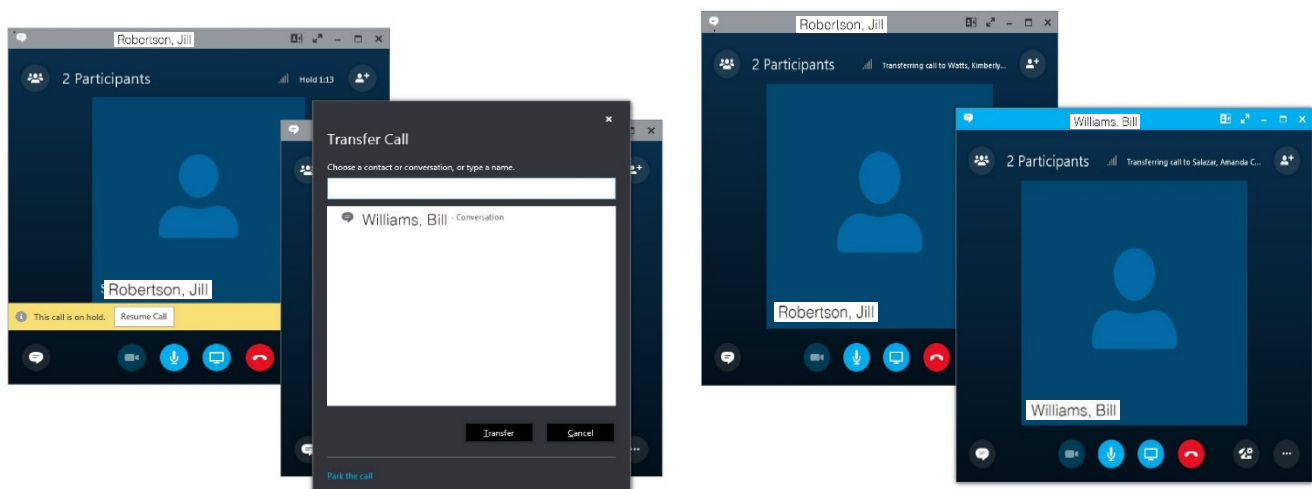 Robertson, Jill
2 Participants
Hold 1:13
Robertson, Jill
This call is on hold.
Resume Call
Transfer Call
Choose a contact or conversation, or type a name.
Williams, Bill - Conversation
Transfer
Cancel
Park the call
Robertson, Jill
2 Participants
Transferring call to Watts, Kimberly...
Robertson, Jill
Williams, Bill
2 Participants
Transferring call to Salazar, Amanda C...
Williams, Bill